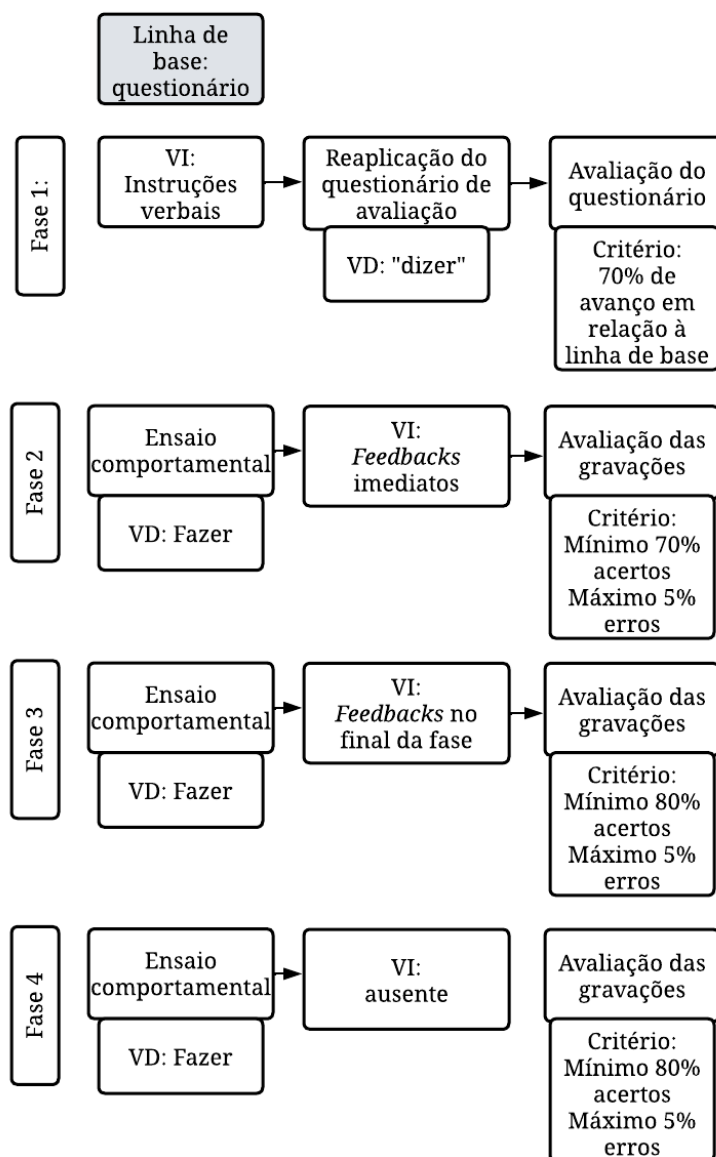 Linha de
base:
questionário
Fase 1:
VI:
Instruções
verbais
Reaplicação do
questionário de
avaliação
VD: "dizer"
Avaliação do
questionário
Critério:
70% de
avanço em
relação à
linha de base
Fase 2
Ensaio
comportamental
VD: Fazer
VI:
Feedbacks
imediatos
Avaliação das
gravações
Critério:
Mínimo 70%
acertos
Máximo 5%
erros
Fase 3
Ensaio
comportamental
VD: Fazer
VI:
Feedbacks no
final da fase
Avaliação das
gravações
Critério:
Mínimo 80%
acertos
Máximo 5%
erros
Fase 4
Ensaio
comportamental
VD: Fazer
VI:
ausente
Avaliação das
gravações
Critério:
Mínimo 80%
acertos
Máximo 5%
erros